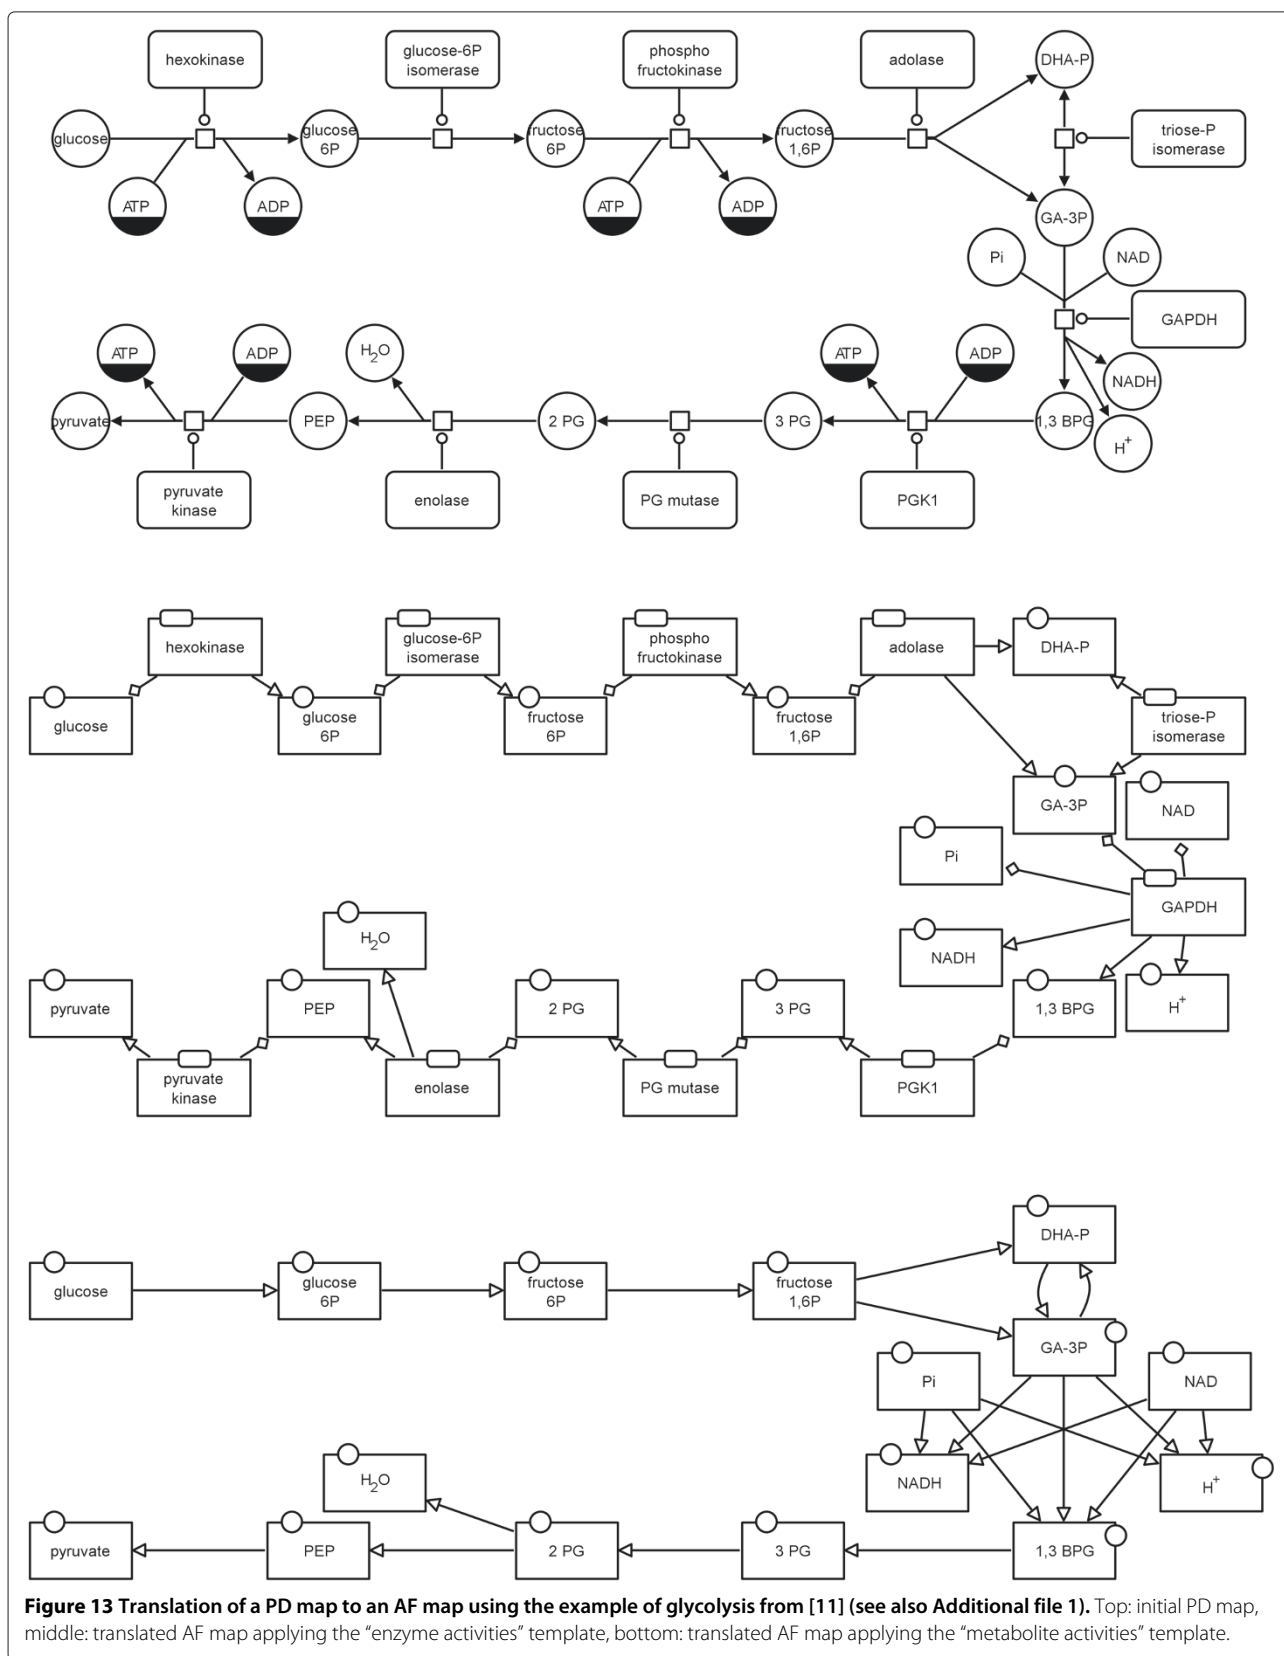 hexokinase
glucose-6P
isomerase
phospho
fructokinase
adolase
DHA-P
glucose
glucose
6P
fructose
6P
fructose
1,6P
triose-P
isomerase
ATP
ADP
ATP
ADP
GA-3P
Pi
NAD
GAPDH
ATP
ADP
H2O
ATP
ADP
NADH
pyruvate
PEP
2 PG
3 PG
1,3 BPG
H+
pyruvate
kinase
enolase
PG mutase
PGK1
hexokinase
glucose-6P
isomerase
phospho
fructokinase
adolase
DHA-P
glucose
glucose
6P
fructose
6P
fructose
1,6P
triose-P
isomerase
GA-3P
NAD
Pi
GAPDH
H2O
NADH
pyruvate
PEP
2 PG
3 PG
1,3 BPG
H+
pyruvate
kinase
enolase
PG mutase
PGK1
DHA-P
glucose
glucose
6P
fructose
6P
fructose
1,6P
GA-3P
Pi
NAD
H2O
NADH
H+
pyruvate
PEP
2 PG
3 PG
1,3 BPG
Figure 13 Translation of a PD map to an AF map using the example of glycolysis from [11] (see also Additional file 1). Top: initial PD map,
middle: translated AF map applying the “enzyme activities” template, bottom: translated AF map applying the “metabolite activities” template.